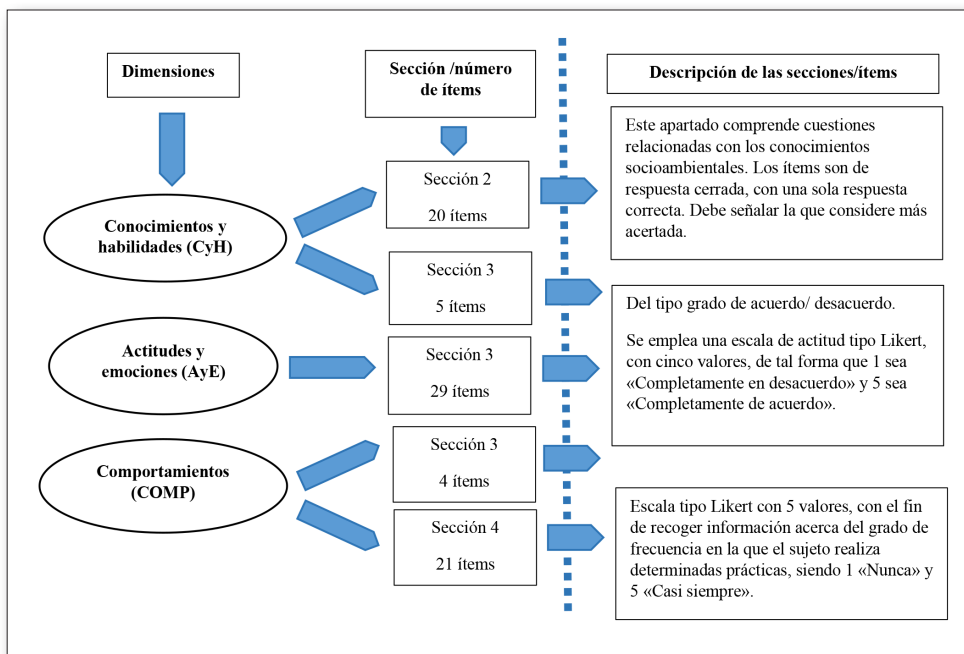 Dimensiones
Sección /número
de ítems
Descripción de las secciones/ítems
Conocimientos y
habilidades (CyH)
Sección 2
20 ítems
Este apartado comprende cuestiones
relacionadas con los conocimientos
socioambientales. Los ítems son de
respuesta cerrada, con una sola respuesta
correcta. Debe señalar la que considere más
acertada.
Sección 3
5 ítems
Del tipo grado de acuerdo/ desacuerdo.
Se emplea una escala de actitud tipo Likert,
con cinco valores, de tal forma que 1 sea
«Completamente en desacuerdo» y 5 sea
«Completamente de acuerdo».
Actitudes y
emociones (AyE)
Sección 3
29 ítems
Comportamientos
(COMP)
Sección 3
4 ítems
Sección 4
21 ítems
Escala tipo Likert con 5 valores, con el fin
de recoger información acerca del grado de
frecuencia en la que el sujeto realiza
determinadas prácticas, siendo 1 «Nunca» y
5 «Casi siempre».